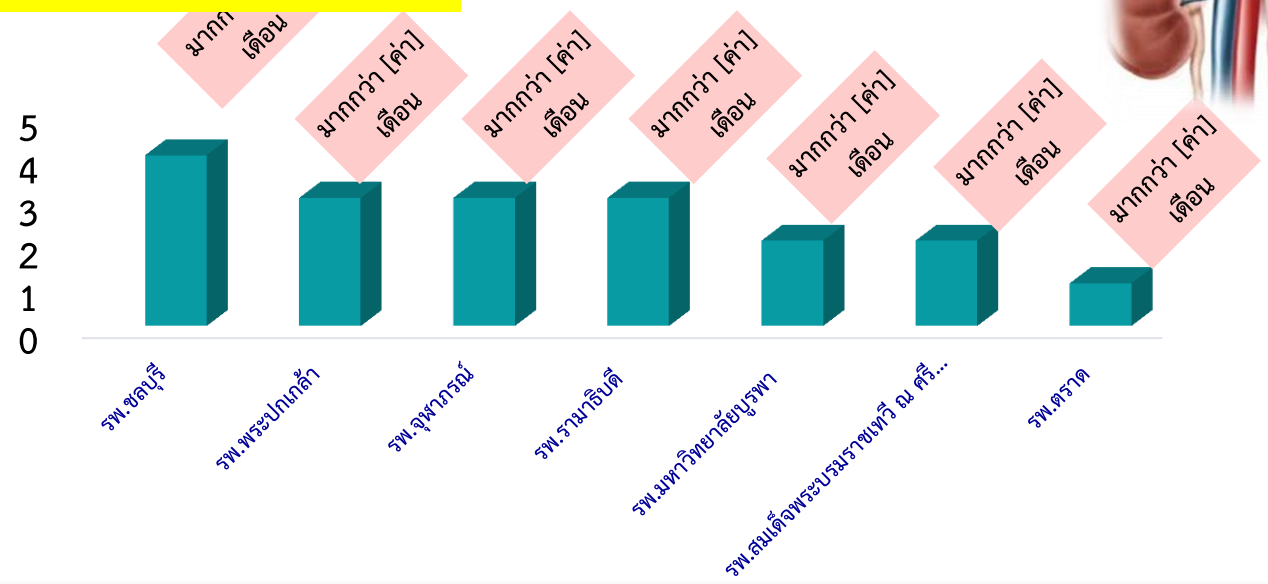 เดือน
มากกว่า [ค่า]
เดือน
มากกว่า [ค่า]
เดือน
มากกว่า [ค่า]
เดือน
มากกว่า [ค่า]
เดือน
มากกว่า [ค่า]
เดือน
มากกว่า [ค่า]
เดือน
5
4
3
2
1
0
รพ.ชลบุรี
รพ.พระปกเกล้า
รพ.จุฬาภรณ์
รพ.รามาธิบดี
รพ.มหาวิทยาลัยบูรพา
รพ.สมเด็จพระบรมราชเทวี ณ ศรี...
รพ.ตราด